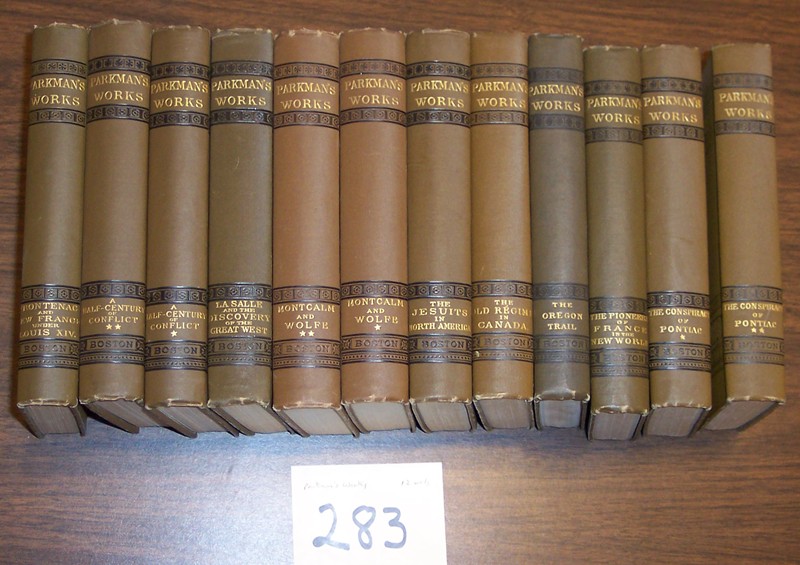 PARKMAN'S
WORKS
FRONTENAC
AND
NEW FRANCE
UNDER
LOUIS XIV.
BOSTON
PARKMAN'S
WORKS
A
HALF-CENTURY
OF
CONFLICT
**
BOSTON
PARKMAN'S
WORKS
A
HALF-CENTURY
OF
CONFLICT
*
BOSTON
PARKMAN'S
WORKS
LA SALLE
AND THE
DISCOVERY
OF THE
GREAT WEST
BOSTON
PARKMAN'S
WORKS
MONTCALM
AND
WOLFE
**
BOSTON
PARKMAN'S
WORKS
MONTCALM
AND
WOLFE
*
BOSTON
PARKMAN'S
WORKS
THE
JESUITS
IN
NORTH AMERICA
BOSTON
PARKMAN'S
WORKS
THE
OLD REGIME
IN
CANADA
BOSTON
PARKMAN'S
WORKS
THE
OREGON
TRAIL
BOSTON
PARKMAN'S
WORKS
THE PIONEERS
OF
FRANCE
IN THE
NEW WORLD
BOSTON
PARKMAN'S
WORKS
THE CONSPIRACY
OF
PONTIAC
*
BOSTON
PARKMAN'S
WORKS
THE CONSPIRACY
OF
PONTIAC
**
BOSTON
283